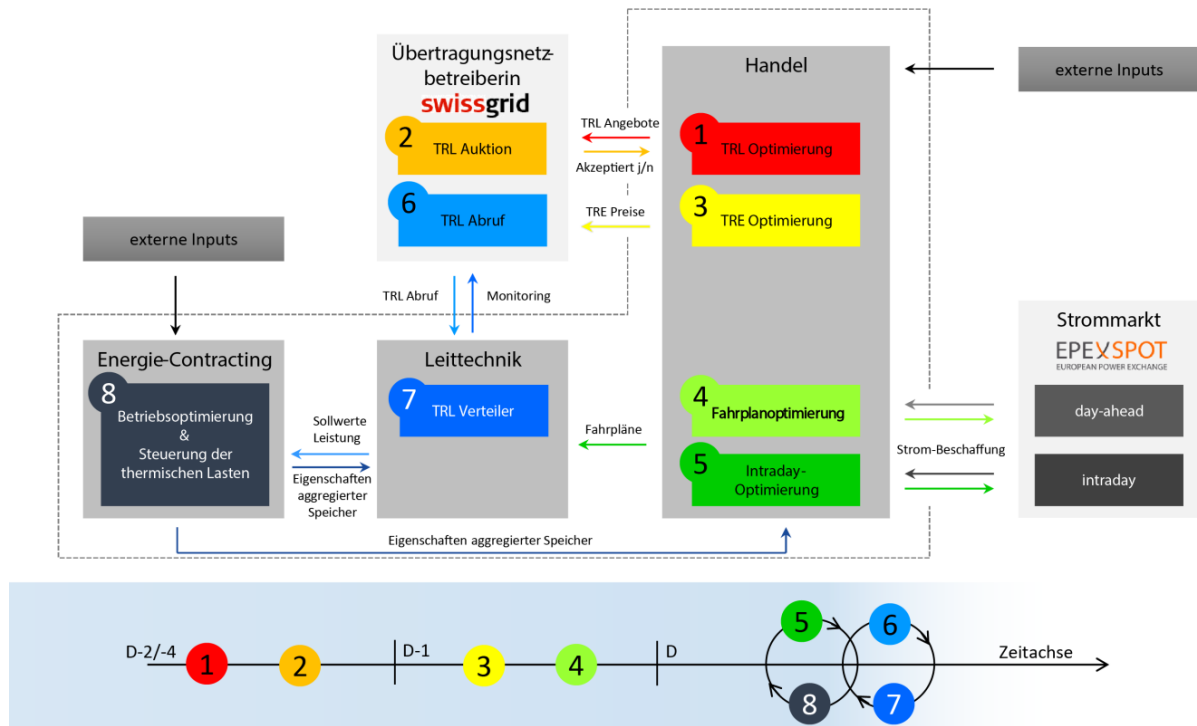 Übertragungsnetz-
betreiberin
swissgrid
2
TRL Auktion
6
TRL Abruf
TRL Angebote
Akzeptiert j/n
TRE Preise
Handel
1
TRL Optimierung
3
TRE Optimierung
externe Inputs
externe Inputs
TRL Abruf
Monitoring
Energie-Contracting
8
Betriebsoptimierung
&
Steuerung der
thermischen Lasten
Sollwerte
Leistung
Eigenschaften
aggregierter
Speicher
Leittechnik
7
TRL Verteiler
Fahrpläne
4
Fahrplanoptimierung
5
Intraday-
Optimierung
Strom-Beschaffung
Strommarkt
EPEXSPOT
EUROPEAN POWER EXCHANGE
day-ahead
intraday
Eigenschaften aggregierter Speicher
D-2/-4
1
2
D-1
3
4
D
5
6
8
7
Zeitachse